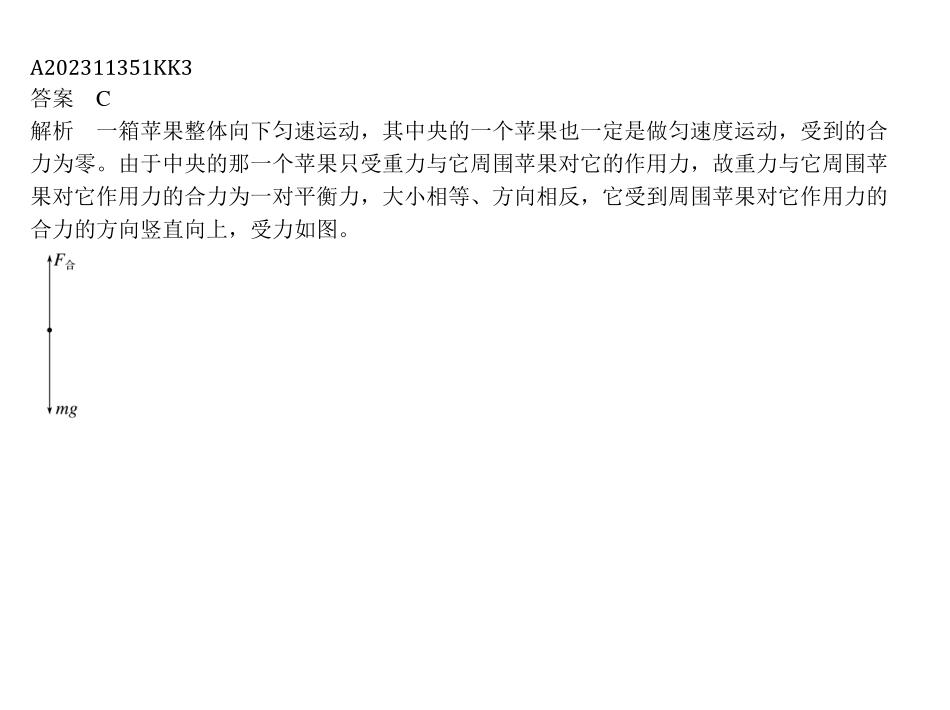 A202311351KK3
答案　C
解析　一箱苹果整体向下匀速运动，其中央的一个苹果也一定是做匀速度运动，受到的合
力为零。由于中央的那一个苹果只受重力与它周围苹果对它的作用力，故重力与它周围苹
果对它作用力的合力为一对平衡力，大小相等、方向相反，它受到周围苹果对它作用力的
合力的方向竖直向上，受力如图。
F合
mg